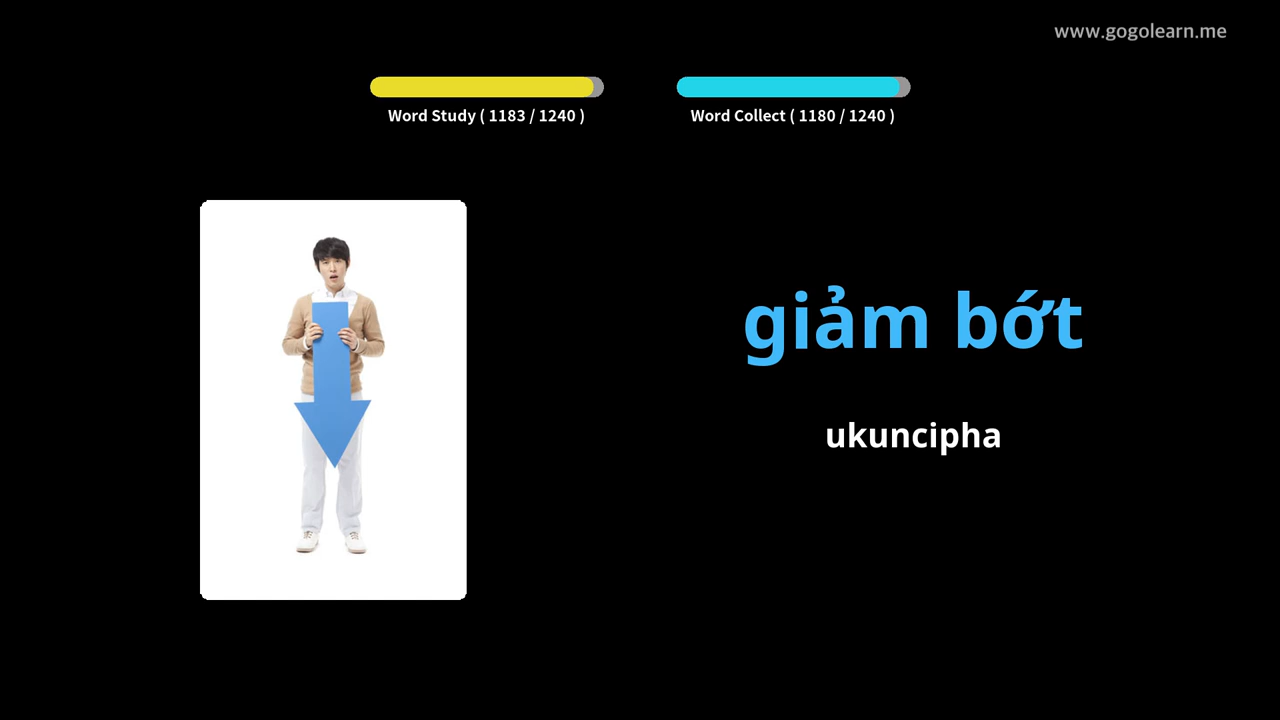 www.gogolearn.me
Word Study ( 1183 / 1240 )
Word Collect ( 1180 / 1240 )
giảm bớt
ukuncipha